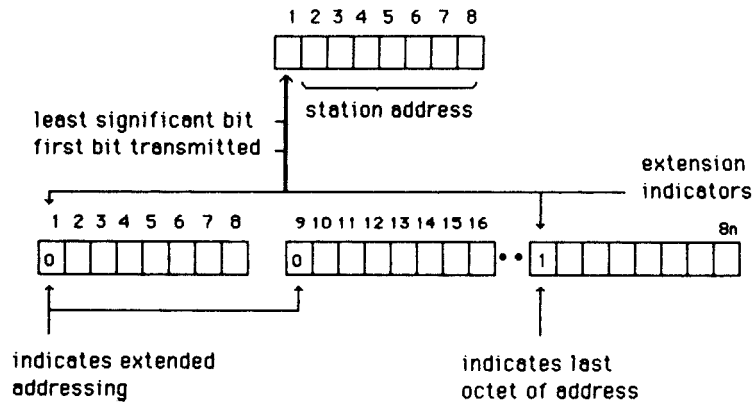 1 2 3 4 5 6 7 8
station address
least significant bit
first bit transmitted
extension
indicators
1 2 3 4 5 6 7 8
9 10 11 12 13 14 15 16
8n
0
0
1
indicates extended
addressing
indicates last
octet of address